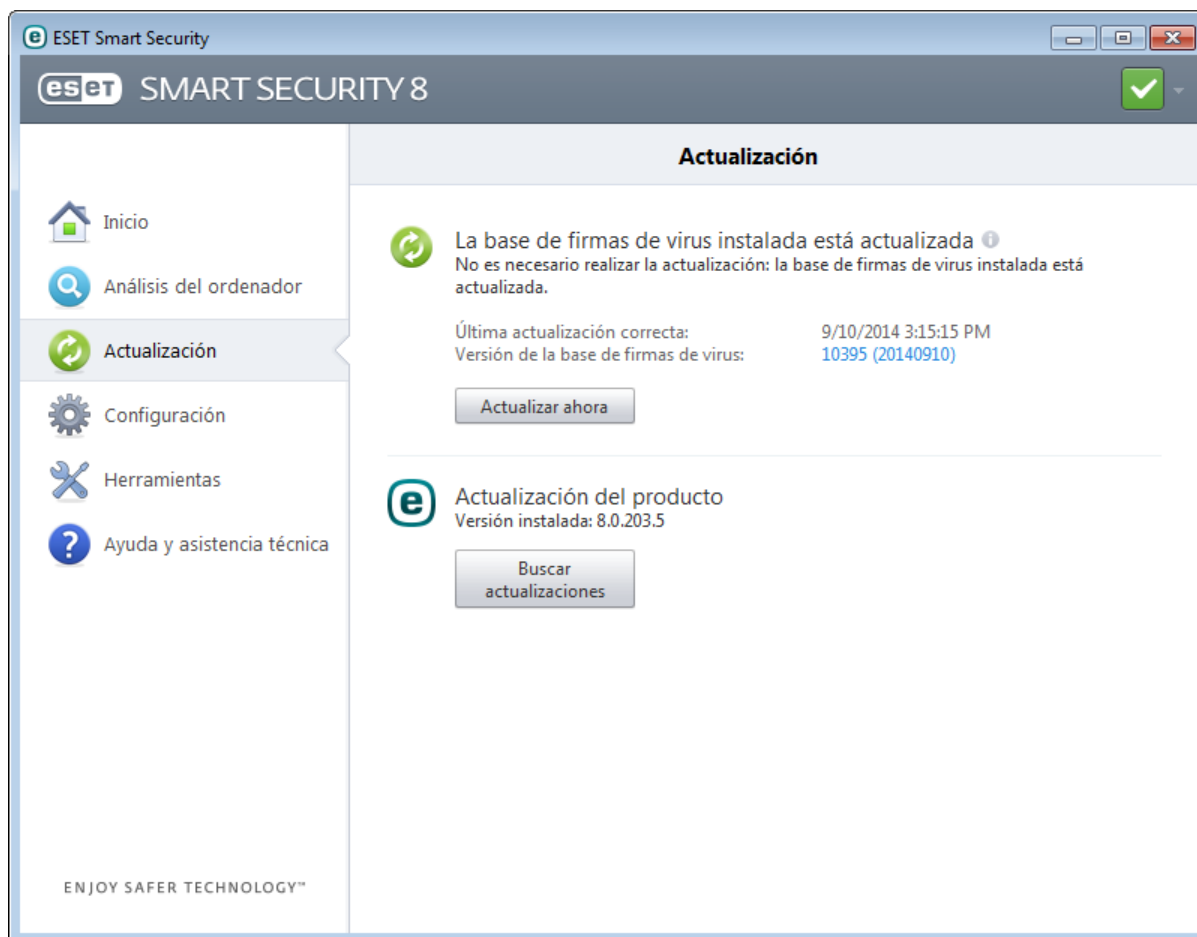 ESET Smart Security
eset SMART SECURITY 8
Actualización
Inicio
Análisis del ordenador
Actualización
Configuración
Herramientas
Ayuda y asistencia técnica
La base de firmas de virus instalada está actualizada
No es necesario realizar la actualización: la base de firmas de virus instalada está
actualizada.
Última actualización correcta: 9/10/2014 3:15:15 PM
Versión de la base de firmas de virus: 10395 (20140910)
Actualizar ahora
Actualización del producto
Versión instalada: 8.0.203.5
Buscar
actualizaciones
ENJOY SAFER TECHNOLOGY™